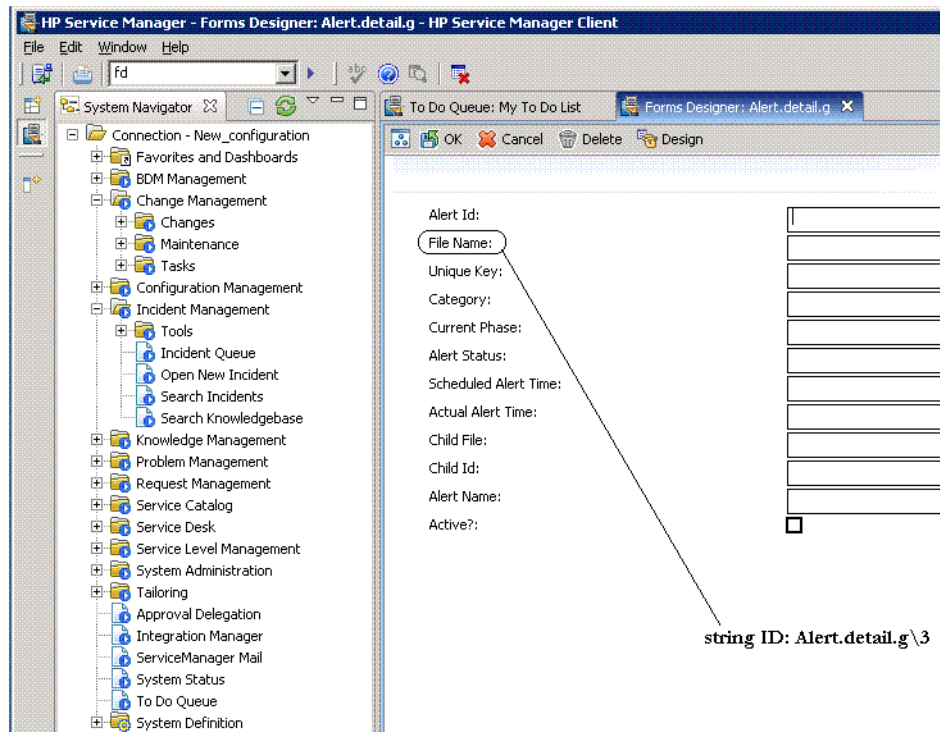 HP Service Manager - Forms Designer: Alert.detail.g - HP Service Manager Client
File Edit Window Help
fd
abc
System Navigator
To Do Queue: My To Do List
Forms Designer: Alert.detail.g
Connection - New_configuration
Favorites and Dashboards
BDM Management
Change Management
Changes
Maintenance
Tasks
Configuration Management
Incident Management
Tools
Incident Queue
Open New Incident
Search Incidents
Search Knowledgebase
Knowledge Management
Problem Management
Request Management
Service Catalog
Service Desk
Service Level Management
System Administration
Tailoring
Approval Delegation
Integration Manager
ServiceManager Mail
System Status
To Do Queue
System Definition
OK Cancel Delete Design
Alert Id:
File Name:
Unique Key:
Category:
Current Phase:
Alert Status:
Scheduled Alert Time:
Actual Alert Time:
Child File:
Child Id:
Alert Name:
Active?:
string ID: Alert.detail.g\3